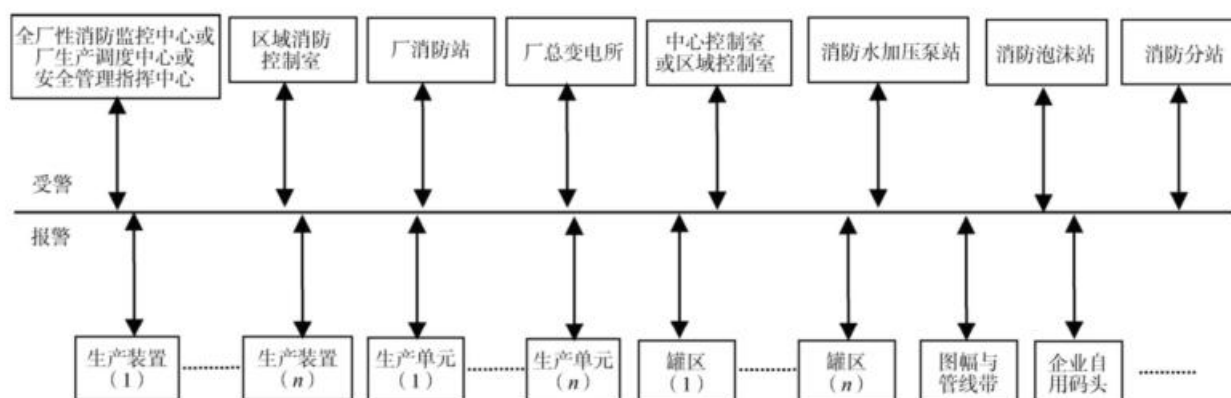 全厂性消防监控中心或
厂生产调度中心或
安全管理指挥中心
区域消防
控制室
厂消防站
厂总变电所
中心控制室
或区域控制室
消防水加压泵站
消防泡沫站
消防分站
受警
报警
生产装置
（1）
生产装置
（n）
生产单元
（1）
生产单元
（n）
罐区
（1）
罐区
（n）
图幅与
管线带
企业自
用码头